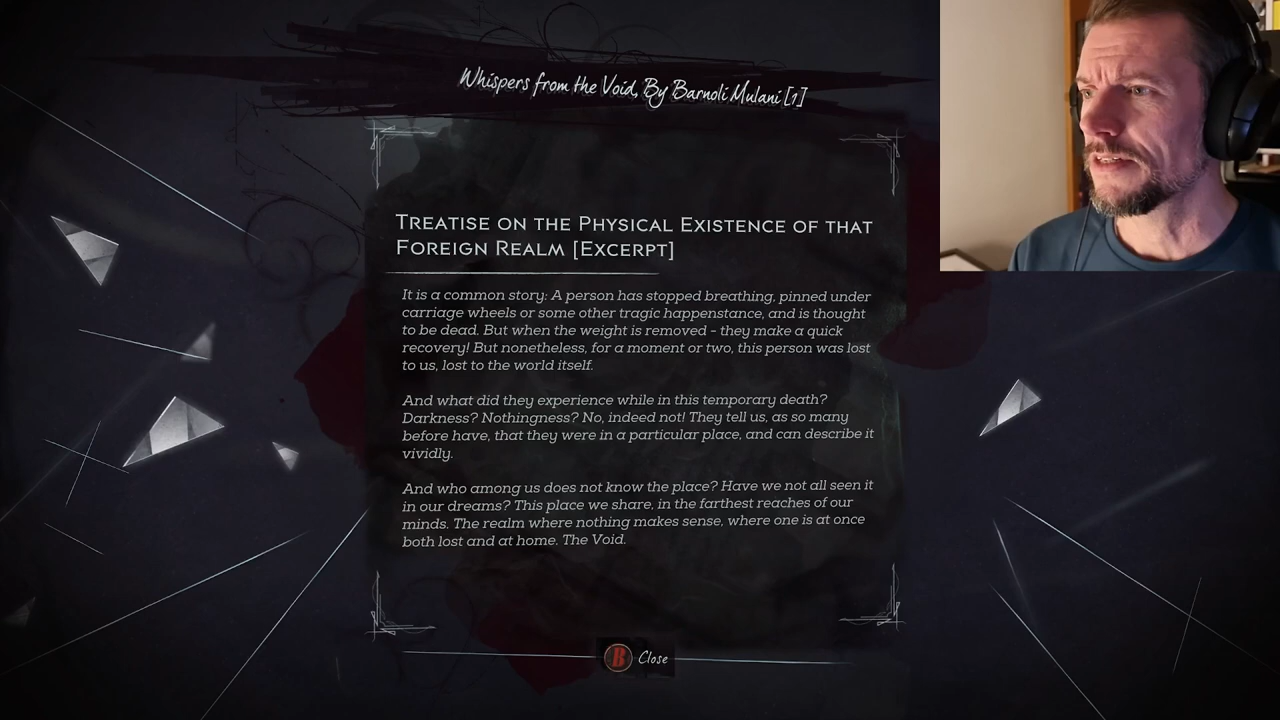 Whispers from the Void, By Barnoli Mulani [1]
Treatise on the Physical Existence of that
Foreign Realm [Excerpt]
It is a common story: A person has stopped breathing, pinned under
carriage wheels or some other tragic happenstance, and is thought
to be dead. But when the weight is removed - they make a quick
recovery! But nonetheless, for a moment or two, this person was lost
to us, lost to the world itself.
And what did they experience while in this temporary death?
Darkness? Nothingness? No, indeed not! They tell us, as so many
before have, that they were in a particular place, and can describe it
vividly.
And who among us does not know the place? Have we not all seen it
in our dreams? This place we share, in the farthest reaches of our
minds. The realm where nothing makes sense, where one is at once
both lost and at home. The Void.
B Close